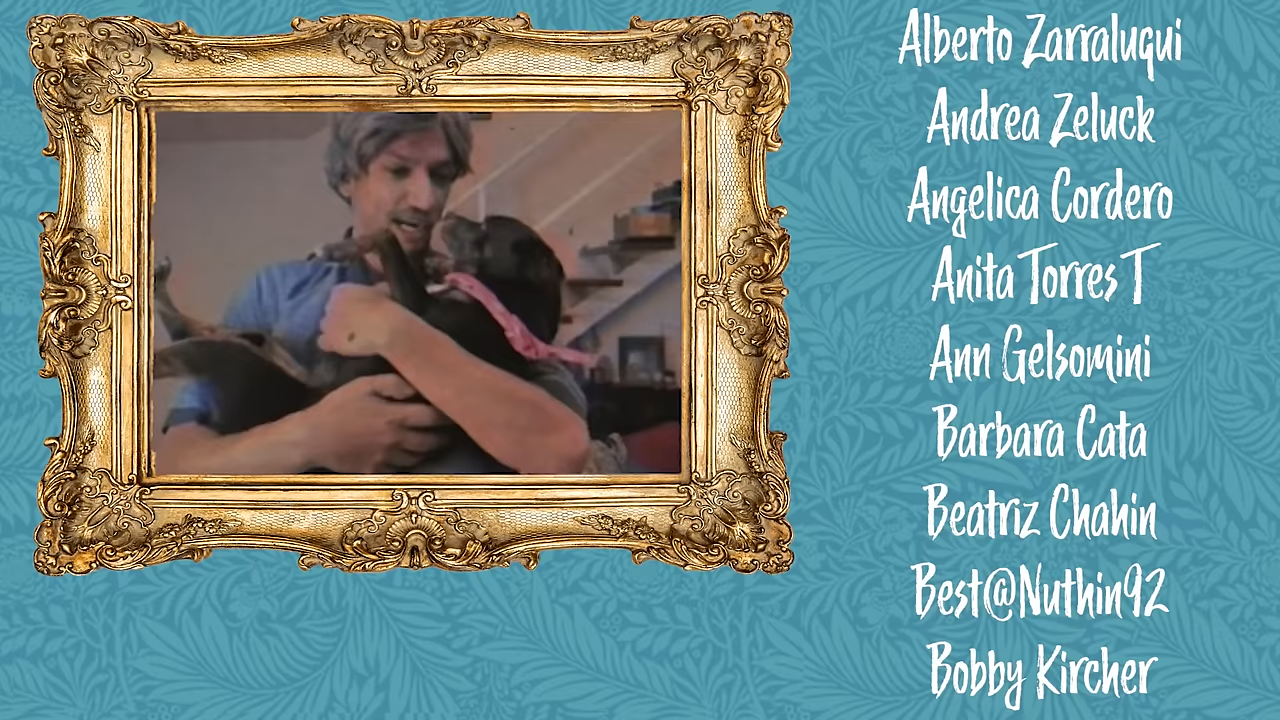 Alberto Zarraluqui
Andrea Zeluck
Angelica Cordero
Anita Torres T
Ann Gelsomini
Barbara Cata
Beatriz Chahin
Best@Nuthin92
Bobby Kircher